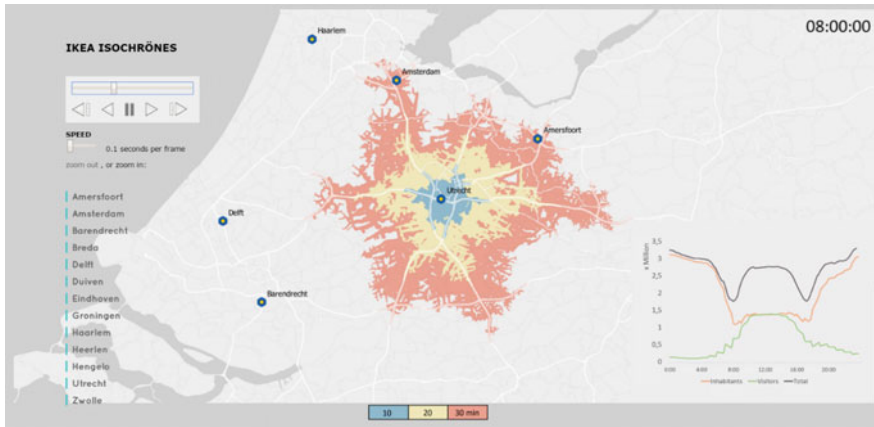 IKEA ISOCHRÖNES
08:00:00
SPEED
0.1 seconds per frame
zoom out , or zoom in:
Amersfoort
Amsterdam
Barendrecht
Breda
Delft
Duiven
Eindhoven
Groningen
Haarlem
Heerlen
Hengelo
Utrecht
Zwolle
Haarlem
Amsterdam
Amersfoort
Utrecht
Delft
Barendrecht
x Million
3,5
3
2,5
2
1,5
1
0,5
0
0:00 4:00 8:00 12:00 16:00 20:00
Inhabitants Visitors Total
10 20 30 min